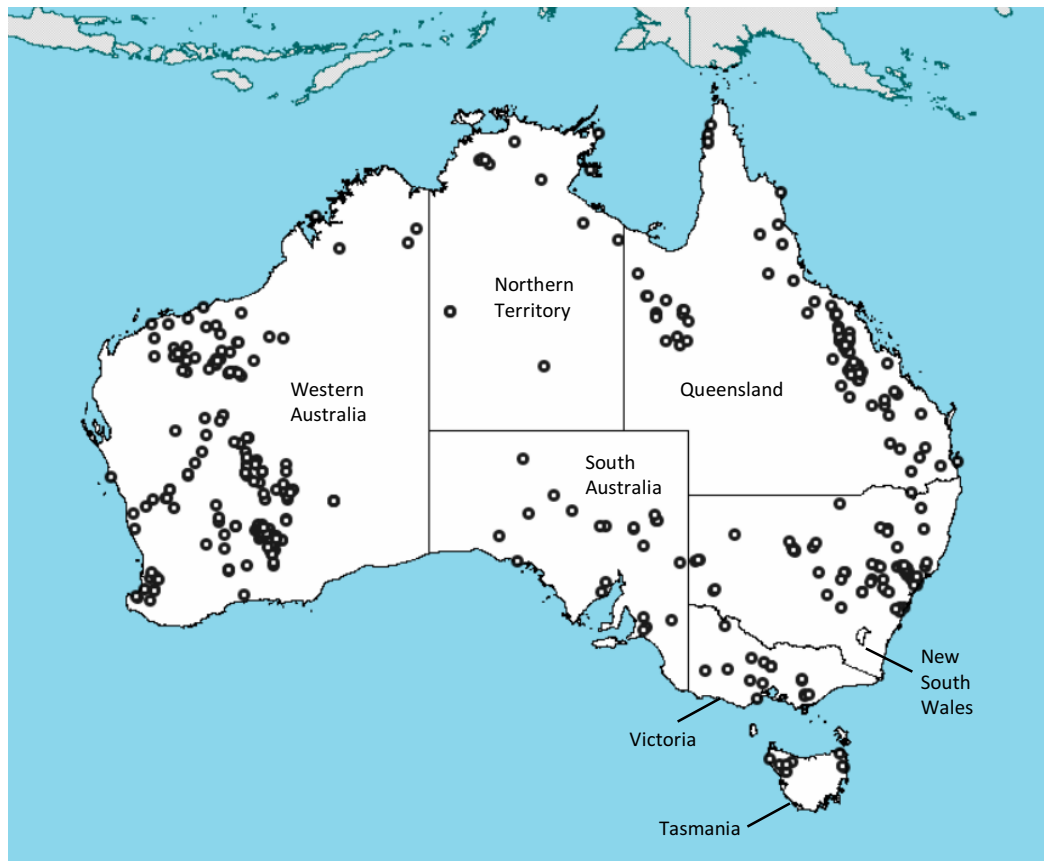 Northern
Territory
Western
Australia
Queensland
South
Australia
New
South
Wales
Victoria
Tasmania